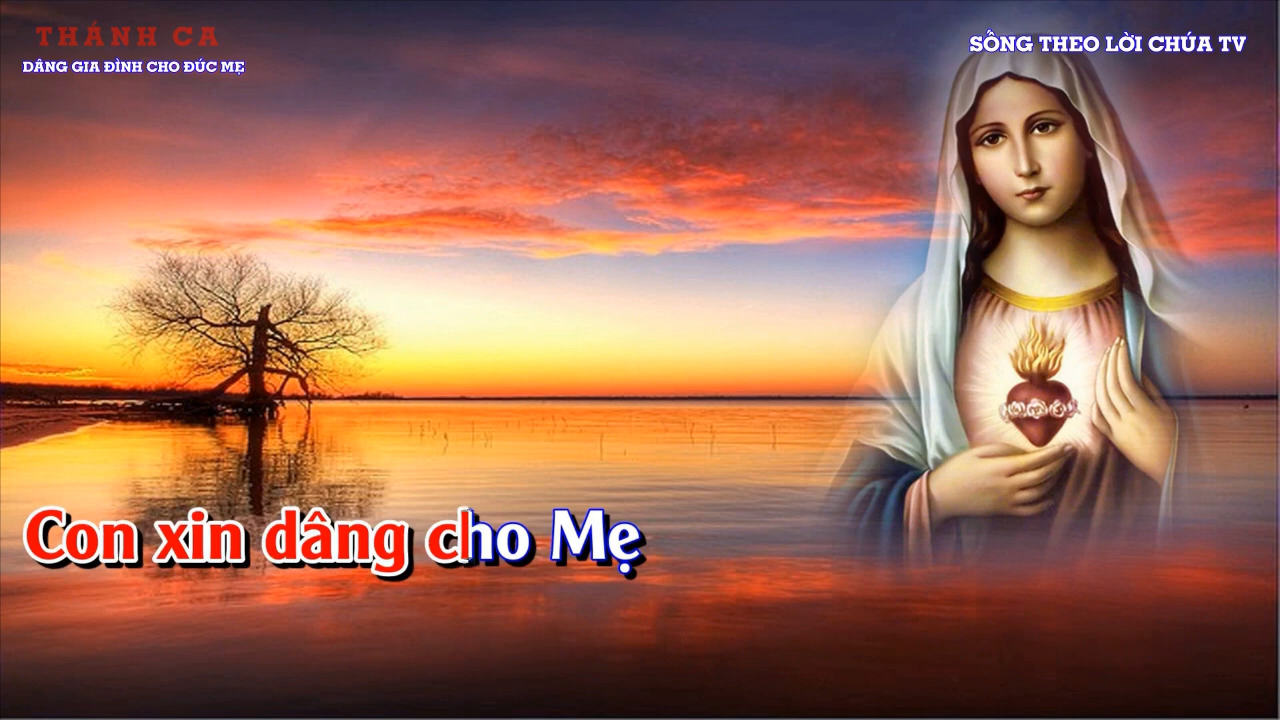 THÁNH CA
DÂNG GIA ĐÌNH CHO ĐỨC MẸ
SỐNG THEO LỜI CHÚA TV
Con xin dâng cho Mẹ